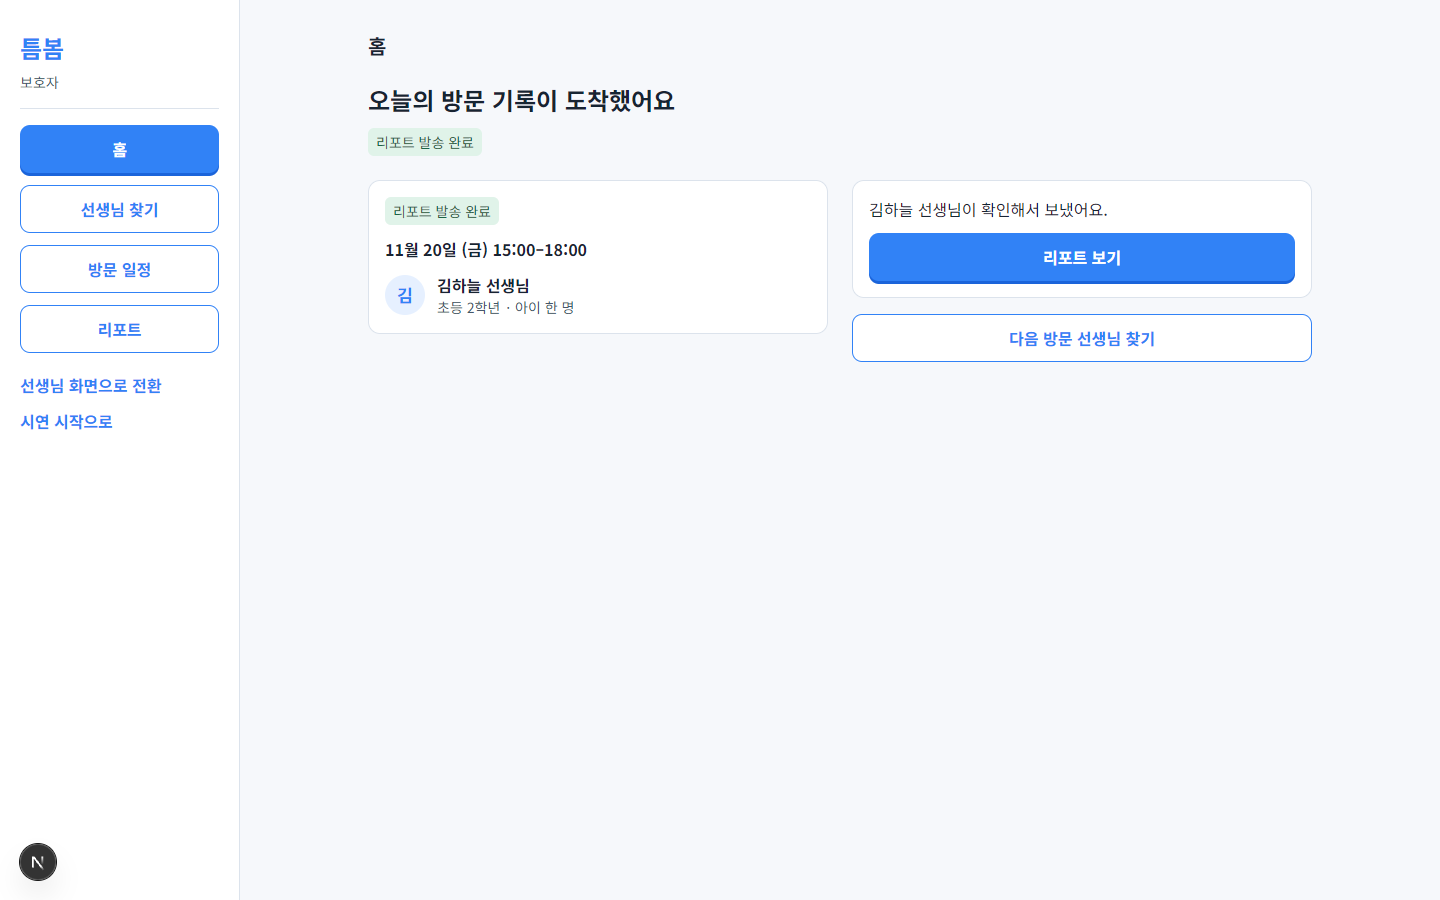 틈봄
보호자
홈
선생님 찾기
방문 일정
리포트
선생님 화면으로 전환
시연 시작으로
홈
오늘의 방문 기록이 도착했어요
리포트 발송 완료
리포트 발송 완료
11월 20일 (금) 15:00–18:00
김
김하늘 선생님
초등 2학년 · 아이 한 명
김하늘 선생님이 확인해서 보냈어요.
리포트 보기
다음 방문 선생님 찾기
N